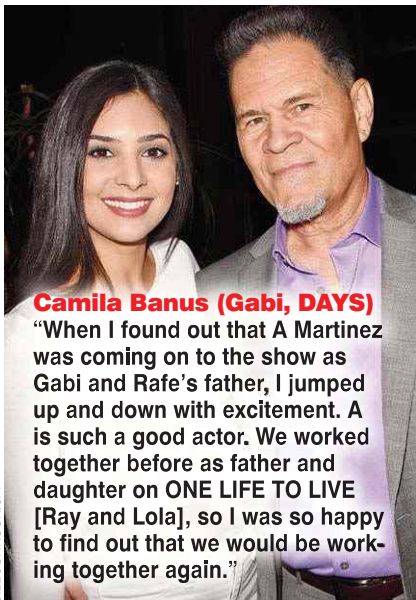 Camila Banus (Gabi, DAYS)
“When I found out that A Martinez
was coming on to the show as
Gabi and Rafe’s father, I jumped
up and down with excitement. A
is such a good actor. We worked
together before as father and
daughter on ONE LIFE TO LIVE
[Ray and Lola], so I was so happy
to find out that we would be work-
ing together again.”